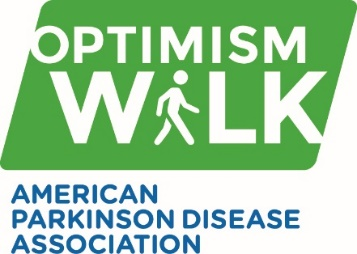 OPTIMISM
WALK
AMERICAN
PARKINSON DISEASE
ASSOCIATION